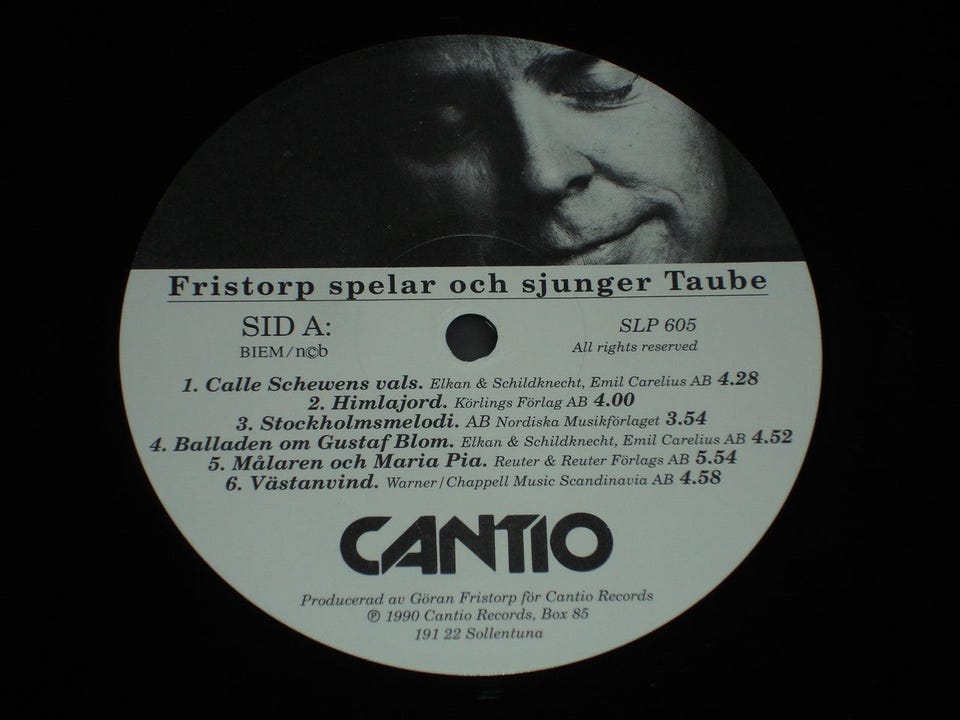 Fristorp spelar och sjunger Taube
SID A:
BIEM/n©b
SLP 605
All rights reserved
1. Calle Schewens vals. Elkan & Schildknecht, Emil Carelius AB 4.28
2. Himlajord. Körlings Förlag AB 4.00
3. Stockholmsmelodi. AB Nordiska Musikförlaget 3.54
4. Balladen om Gustaf Blom. Elkan & Schildknecht, Emil Carelius AB 4.52
5. Målaren och Maria Pia. Reuter & Reuter Förlags AB 5.54
6. Västanvind. Warner/Chappell Music Scandinavia AB 4.58
CANTIO
Producerad av Göran Fristorp för Cantio Records
℗ 1990 Cantio Records, Box 85
191 22 Sollentuna